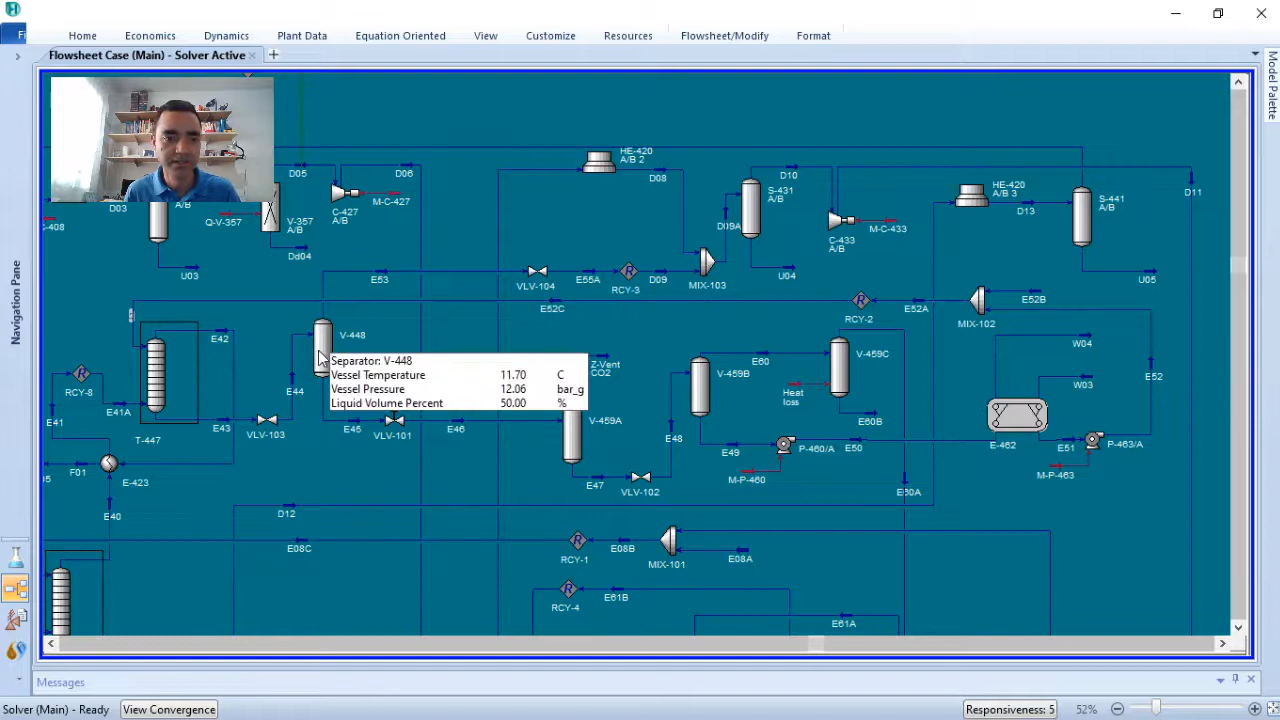 Home Economics Dynamics Plant Data Equation Oriented View Customize Resources Flowsheet/Modify Format
Flowsheet Case (Main) - Solver Active
Navigation Pane
Model Palette
HE-420
A/B 2
D05
D06
D08
D10
HE-420
A/B 3
D11
D03
A/B
Q-V-357
V-357
A/B
C-427
A/B
M-C-427
S-431
A/B
D09A
C-433
A/B
M-C-433
D13
S-441
A/B
C-408
Dd04
U03
E53
VLV-104
E55A
RCY-3
D09
MIX-103
U04
U05
E52C
RCY-2
E52A
MIX-102
E52B
E42
V-448
Separator: V-448
Vessel Temperature 11.70 C
Vessel Pressure 12.06 bar_g
Liquid Volume Percent 50.00 %
Z-Vent
CO2
E60
V-459C
W04
W03
E52
RCY-8
E41A
E41
T-447
E43
VLV-103
E44
E45
VLV-101
E46
V-459A
V-459B
Heat
loss
E60B
E48
E49
P-460/A
E50
M-P-460
E-462
E51
P-463/A
M-P-463
F01
E-423
E47
VLV-102
E60A
E40
D12
E08C
RCY-1
E08B
MIX-101
E08A
RCY-4
E61B
E61A
Messages
Solver (Main) - Ready View Convergence Responsiveness: 5 52%